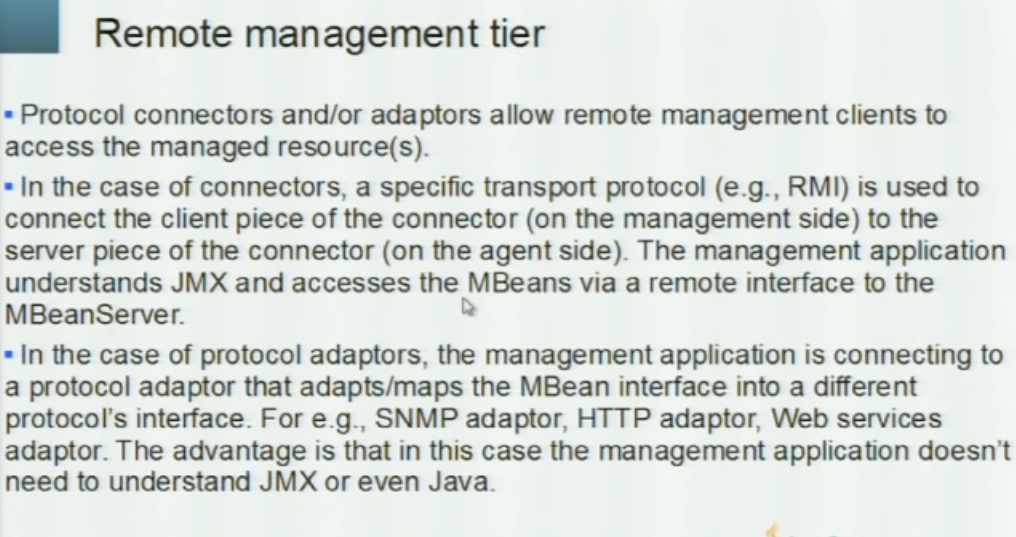 Remote management tier
▪ Protocol connectors and/or adaptors allow remote management clients to
access the managed resource(s).
▪ In the case of connectors, a specific transport protocol (e.g., RMI) is used to
connect the client piece of the connector (on the management side) to the
server piece of the connector (on the agent side). The management application
understands JMX and accesses the MBeans via a remote interface to the
MBeanServer.
▪ In the case of protocol adaptors, the management application is connecting to
a protocol adaptor that adapts/maps the MBean interface into a different
protocol's interface. For e.g., SNMP adaptor, HTTP adaptor, Web services
adaptor. The advantage is that in this case the management application doesn't
need to understand JMX or even Java.